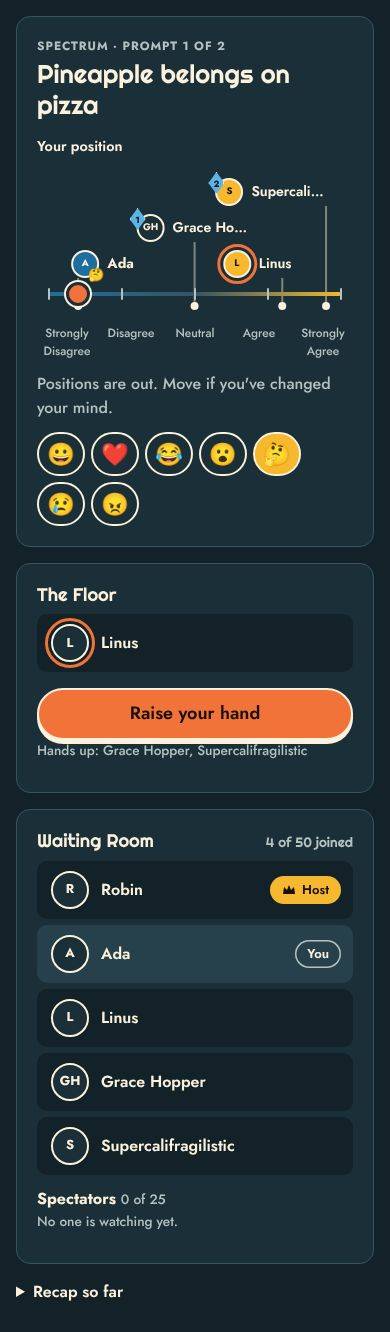 SPECTRUM · PROMPT 1 OF 2
Pineapple belongs on
pizza
Your position
2 S Supercali...
1 GH Grace Ho...
A Ada
L Linus
Strongly Disagree
Disagree
Neutral
Agree
Strongly Agree
Positions are out. Move if you've changed
your mind.
The Floor
L Linus
Raise your hand
Hands up: Grace Hopper, Supercalifragilistic
Waiting Room 4 of 50 joined
R Robin Host
A Ada You
L Linus
GH Grace Hopper
S Supercalifragilistic
Spectators 0 of 25
No one is watching yet.
Recap so far